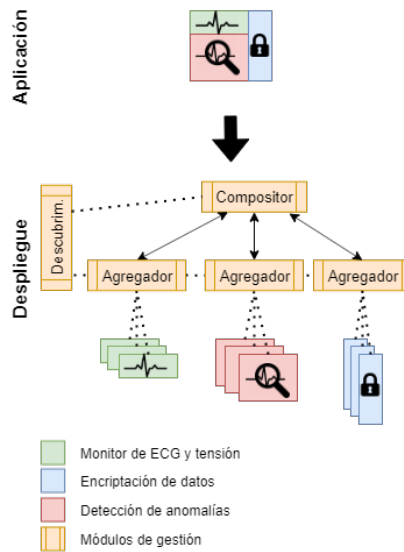 Aplicación
Despliegue
Descubrim.
Compositor
Agregador
Agregador
Agregador
Monitor de ECG y tensión
Encriptación de datos
Detección de anomalías
Módulos de gestión